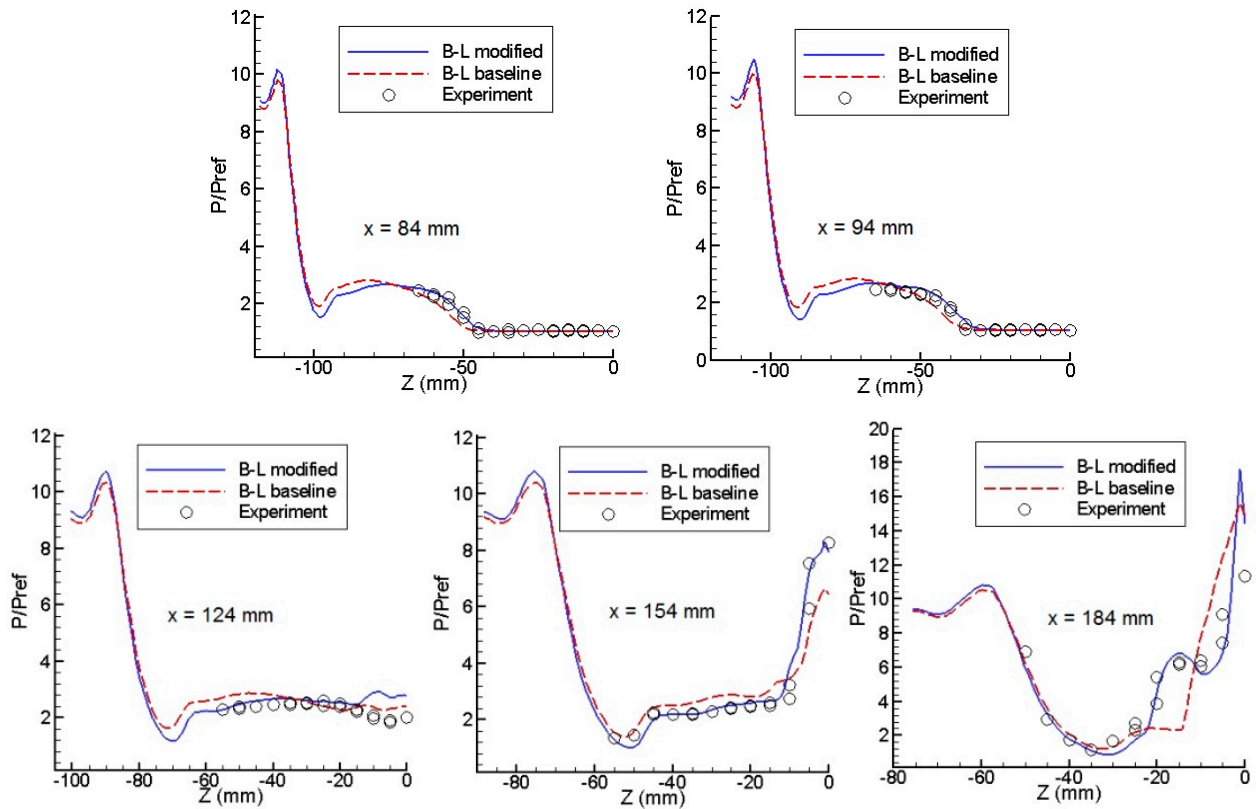 12
10
8
6
4
2
P/Pref
B-L modified
B-L baseline
Experiment
x = 84 mm
-100
-50
0
Z (mm)
12
10
8
6
4
2
0
P/Pref
B-L modified
B-L baseline
Experiment
x = 94 mm
-100
-50
0
Z (mm)
12
10
8
6
4
2
0
P/Pref
B-L modified
B-L baseline
Experiment
x = 124 mm
-100
-80
-60
-40
-20
0
Z (mm)
12
10
8
6
4
2
0
P/Pref
B-L modified
B-L baseline
Experiment
x = 154 mm
-80
-60
-40
-20
0
Z (mm)
20
18
16
14
12
10
8
6
4
2
0
P/Pref
B-L modified
B-L baseline
Experiment
x = 184 mm
-80
-60
-40
-20
0
Z (mm)